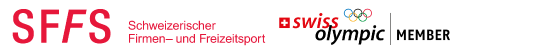 SFFS
Schweizerischer
Firmen– und Freizeitsport
swiss
olympic
MEMBER